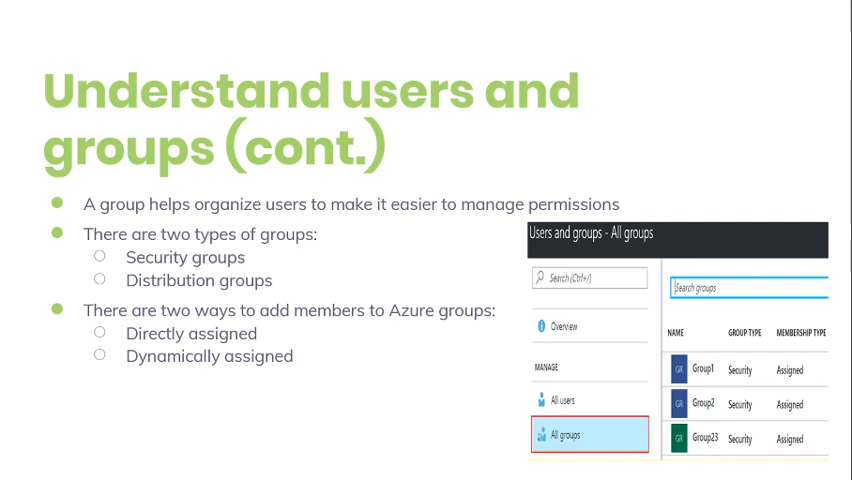 Understand users and
groups (cont.)
A group helps organize users to make it easier to manage permissions
There are two types of groups:
Security groups
Distribution groups
There are two ways to add members to Azure groups:
Directly assigned
Dynamically assigned
Users and groups - All groups
Search (Ctrl+/)
Overview
MANAGE
All users
All groups
Search groups
NAME GROUP TYPE MEMBERSHIP TYPE
GR Group1 Security Assigned
GR Group2 Security Assigned
GR Group23 Security Assigned